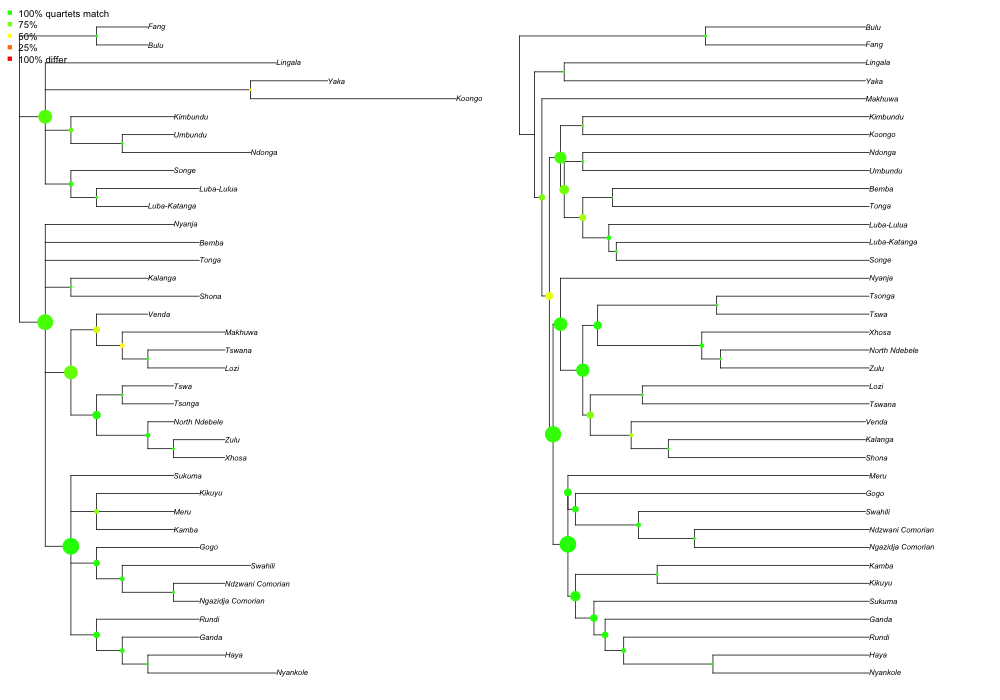 100% quartets match
75%
50%
25%
100% differ
Fang
Bulu
Lingala
Yaka
Koongo
Kimbundu
Umbundu
Ndonga
Songe
Luba-Lulua
Luba-Katanga
Nyanja
Bemba
Tonga
Kalanga
Shona
Venda
Makhuwa
Tswana
Lozi
Tswa
Tsonga
North Ndebele
Zulu
Xhosa
Sukuma
Kikuyu
Meru
Kamba
Gogo
Swahili
Ndzwani Comorian
Ngazidja Comorian
Rundi
Ganda
Haya
Nyankole
Bulu
Fang
Lingala
Yaka
Makhuwa
Kimbundu
Koongo
Ndonga
Umbundu
Bemba
Tonga
Luba-Lulua
Luba-Katanga
Songe
Nyanja
Tsonga
Tswa
Xhosa
North Ndebele
Zulu
Lozi
Tswana
Venda
Kalanga
Shona
Meru
Gogo
Swahili
Ndzwani Comorian
Ngazidja Comorian
Kamba
Kikuyu
Sukuma
Ganda
Rundi
Haya
Nyankole